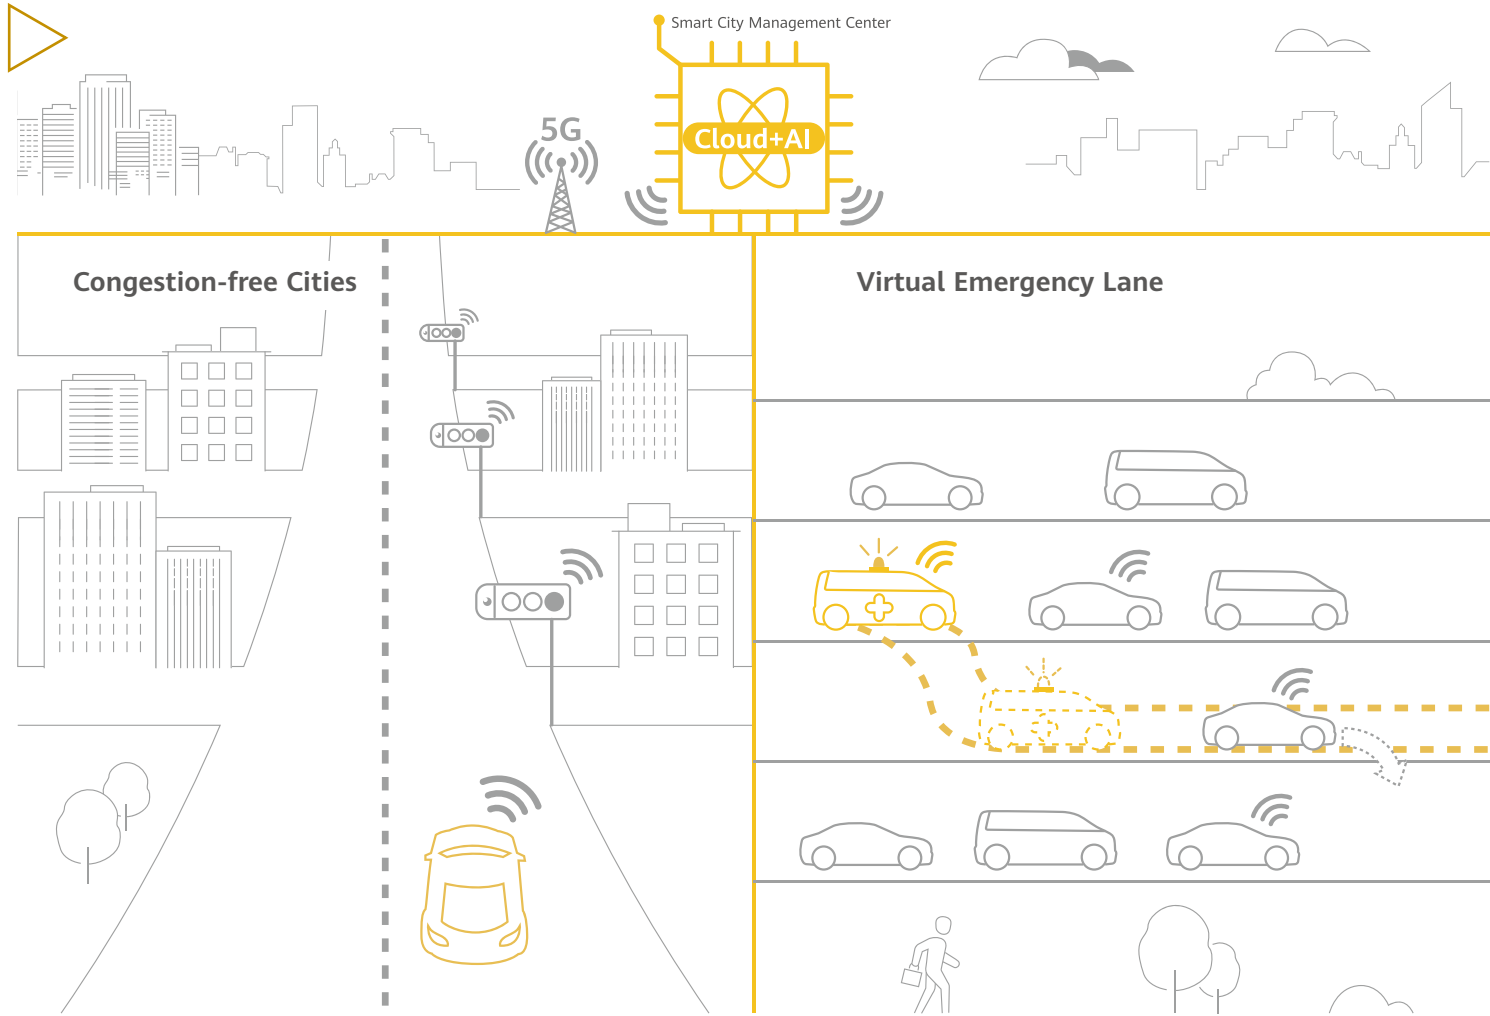 Smart City Management Center
5G
Cloud+AI
Congestion-free Cities
Virtual Emergency Lane